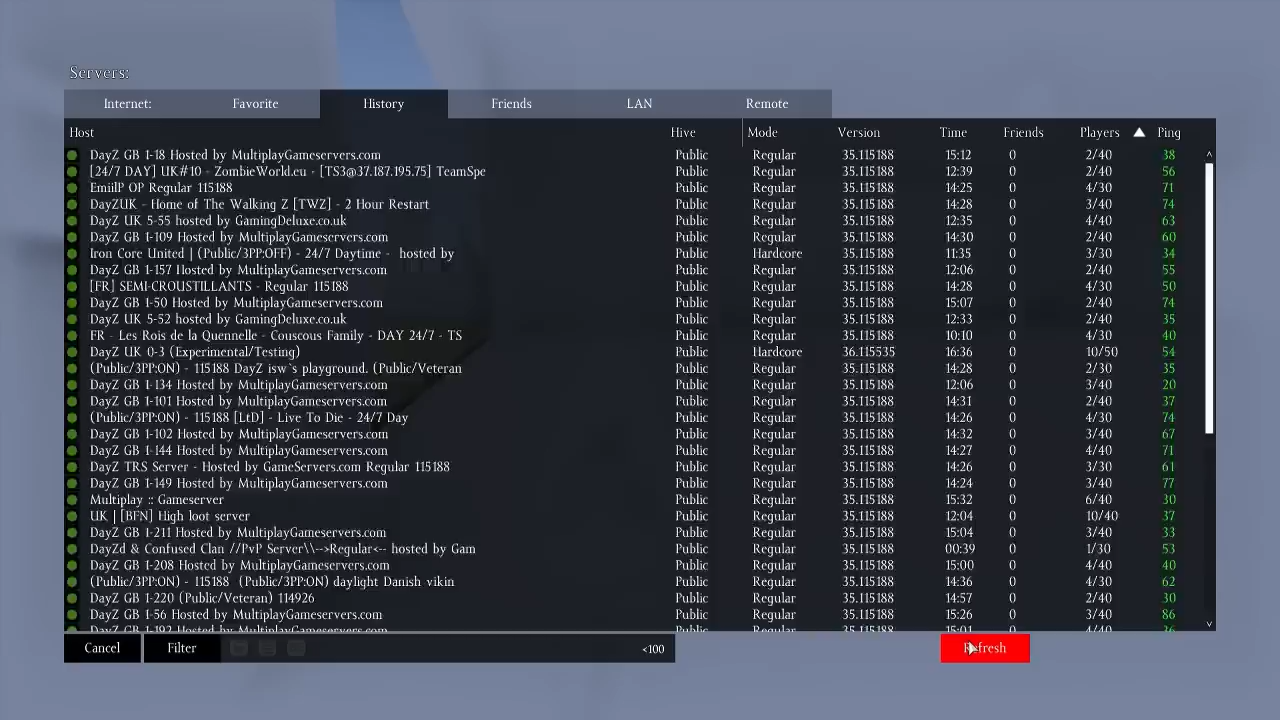 Servers:
Internet: Favorite History Friends LAN Remote
Host Hive Mode Version Time Friends Players Ping
DayZ GB 1-18 Hosted by MultiplayGameservers.com Public Regular 35.115188 15:12 0 2/40 38
[24/7 DAY] UK#10 - ZombieWorld.eu - [TS3@37.187.195.75] TeamSpe Public Regular 35.115188 12:39 0 2/40 56
EmiilP OP Regular 115188 Public Regular 35.115188 14:25 0 4/30 71
DayZUK - Home of The Walking Z [TWZ] - 2 Hour Restart Public Regular 35.115188 14:28 0 3/40 74
DayZ UK 5-55 hosted by GamingDeluxe.co.uk Public Regular 35.115188 12:35 0 4/40 63
DayZ GB 1-109 Hosted by MultiplayGameservers.com Public Regular 35.115188 14:30 0 2/40 60
Iron Core United | (Public/3PP:OFF) - 24/7 Daytime - hosted by Public Hardcore 35.115188 11:35 0 3/30 34
DayZ GB 1-157 Hosted by MultiplayGameservers.com Public Regular 35.115188 12:06 0 2/40 55
[FR] SEMI-CROUSTILLANTS - Regular 115188 Public Regular 35.115188 14:28 0 4/30 50
DayZ GB 1-50 Hosted by MultiplayGameservers.com Public Regular 35.115188 15:07 0 2/40 74
DayZ UK 5-52 hosted by GamingDeluxe.co.uk Public Regular 35.115188 12:33 0 2/40 35
FR - Les Rois de la Quennelle - Couscous Family - DAY 24/7 - TS Public Regular 35.115188 10:10 0 4/30 40
DayZ UK 0-3 (Experimental/Testing) Public Hardcore 36.115535 16:36 0 10/50 54
(Public/3PP:ON) - 115188 DayZ isw`s playground. (Public/Veteran Public Regular 35.115188 14:28 0 2/30 35
DayZ GB 1-134 Hosted by MultiplayGameservers.com Public Regular 35.115188 12:06 0 3/40 20
DayZ GB 1-101 Hosted by MultiplayGameservers.com Public Regular 35.115188 14:31 0 2/40 37
(Public/3PP:ON) - 115188 [LtD] - Live To Die - 24/7 Day Public Regular 35.115188 14:26 0 4/30 74
DayZ GB 1-102 Hosted by MultiplayGameservers.com Public Regular 35.115188 14:32 0 3/40 67
DayZ GB 1-144 Hosted by MultiplayGameservers.com Public Regular 35.115188 14:27 0 4/40 71
DayZ TRS Server - Hosted by GameServers.com Regular 115188 Public Regular 35.115188 14:26 0 3/30 61
DayZ GB 1-149 Hosted by MultiplayGameservers.com Public Regular 35.115188 14:24 0 3/40 77
Multiplay :: Gameserver Public Regular 35.115188 15:32 0 6/40 30
UK | [BFN] High loot server Public Regular 35.115188 12:04 0 10/40 37
DayZ GB 1-211 Hosted by MultiplayGameservers.com Public Regular 35.115188 15:04 0 3/40 33
DayZd & Confused Clan //PvP Server\\-->Regular<-- hosted by Gam Public Regular 35.115188 00:39 0 1/30 53
DayZ GB 1-208 Hosted by MultiplayGameservers.com Public Regular 35.115188 15:00 0 4/40 40
(Public/3PP:ON) - 115188 (Public/3PP:ON) daylight Danish vikin Public Regular 35.115188 14:36 0 4/30 62
DayZ GB 1-220 (Public/Veteran) 114926 Public Regular 35.115188 14:57 0 2/40 30
DayZ GB 1-56 Hosted by MultiplayGameservers.com Public Regular 35.115188 15:26 0 3/40 86
DayZ GB 1-192 Hosted by MultiplayGameservers.com Public Regular 35.115188 15:01 0 4/40 36
Cancel Filter <100 Refresh